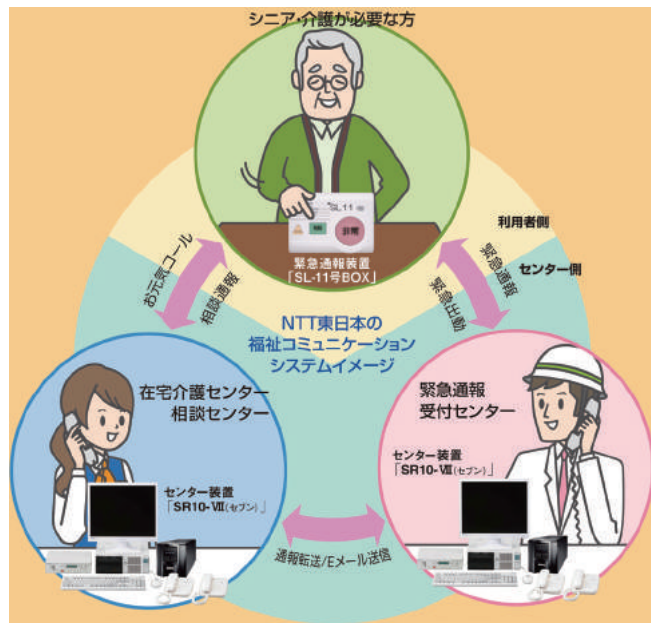 シニア・介護が必要な方
SL11
非常
緊急通報装置
「SL-11号BOX」
利用者側
センター側
お元気コール
相談通報
緊急通報
緊急出動
NTT東日本の
福祉コミュニケーション
システムイメージ
在宅介護センター
相談センター
センター装置
「SR10-Ⅶ(セブン)」
緊急通報
受付センター
センター装置
「SR10-Ⅶ(セブン)」
通報転送/Eメール送信